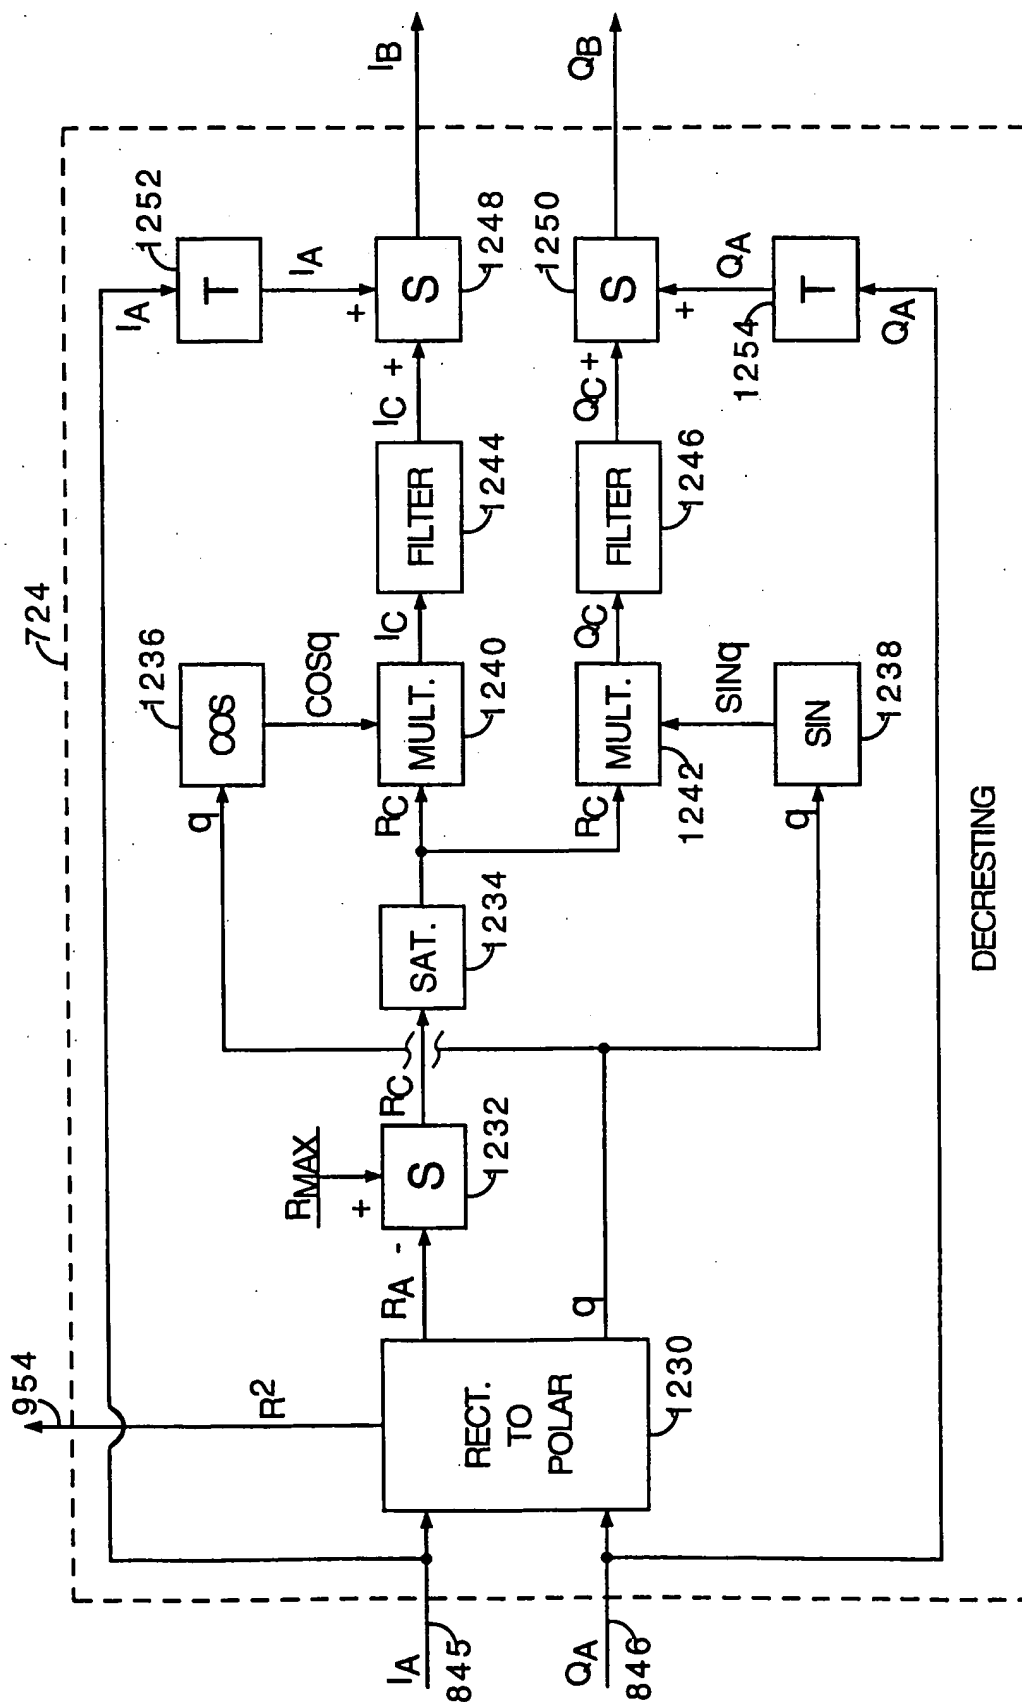 724
954
R2
IA
845
QA
846
RECT.
TO
POLAR
1230
RA
-
q
RMAX
+
S
1232
RC
SAT.
1234
q
COS
1236
COSq
RC
MULT.
1240
RC
MULT.
1242
SINq
q
SIN
1238
IC
FILTER
1244
QC
FILTER
1246
IA
T
1252
IA
+
IC +
S
1248
IB
QC +
S
1250
QB
+
QA
T
1254
QA
DECRESTING